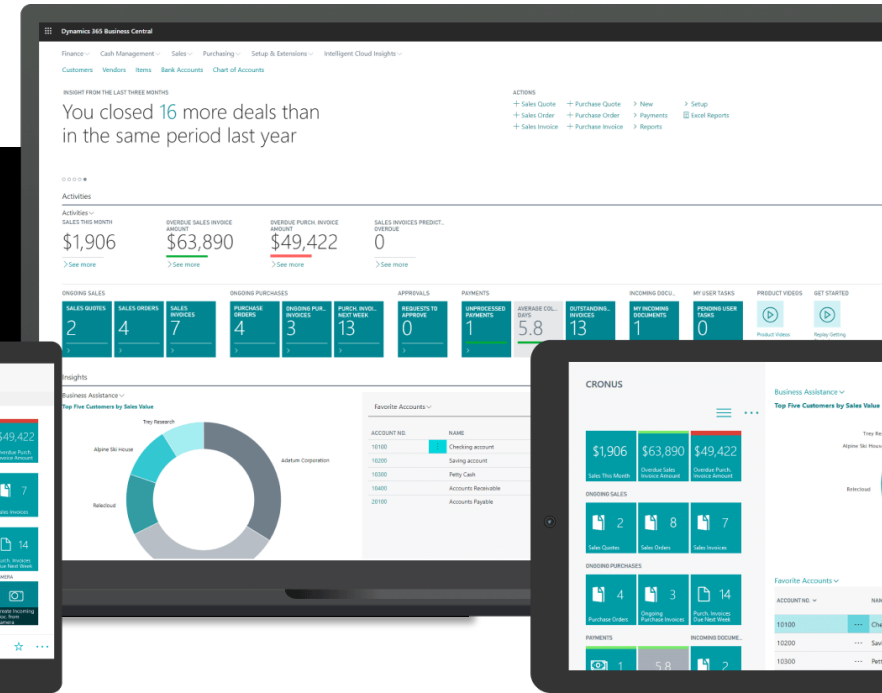 Dynamics 365 Business Central
Finance Cash Management Sales Purchasing Setup & Extensions Intelligent Cloud Insights
Customers Vendors Items Bank Accounts Chart of Accounts
INSIGHT FROM THE LAST THREE MONTHS
You closed 16 more deals than
in the same period last year
ACTIONS
+ Sales Quote + Purchase Quote > New > Setup
+ Sales Order + Purchase Order > Payments Excel Reports
+ Sales Invoice + Purchase Invoice > Reports
Activities
Activities
SALES THIS MONTH
$1,906
>See more
OVERDUE SALES INVOICE
AMOUNT
$63,890
>See more
OVERDUE PURCH. INVOICE
AMOUNT
$49,422
>See more
SALES INVOICES PREDICT...
OVERDUE
0
>See more
ONGOING SALES
SALES QUOTES
2
SALES ORDERS
4
SALES
INVOICES
7
ONGOING PURCHASES
PURCHASE
ORDERS
4
ONGOING PUR...
INVOICES
3
PURCH. INVOI...
NEXT WEEK
13
APPROVALS
REQUESTS TO
APPROVE
0
PAYMENTS
UNPROCESSED
PAYMENTS
1
AVERAGE COL...
DAYS
5.8
OUTSTANDING...
INVOICES
13
INCOMING DOCU...
MY INCOMING
DOCUMENTS
1
MY USER TASKS
PENDING USER
TASKS
0
PRODUCT VIDEOS
Product Videos
GET STARTED
Replay Getting
Insights
Business Assistance
Top Five Customers by Sales Value
Trey Research
Alpine Ski House
Adatum Corporation
Relecloud
Favorite Accounts
ACCOUNT NO. NAME
10100 Checking account
10200 Saving account
10300 Petty Cash
10400 Accounts Receivable
20100 Accounts Payable
$49,422
Overdue Purch.
Invoice Amount
7
Sales Invoices
14
Purch. Invoices
Due Next Week
CAMERA
Create Incoming
Doc. from
Camera
CRONUS
$1,906
Sales This Month
$63,890
Overdue Sales
Invoice Amount
$49,422
Overdue Purch.
Invoice Amount
ONGOING SALES
2
Sales Quotes
8
Sales Orders
7
Sales Invoices
ONGOING PURCHASES
4
Purchase Orders
3
Ongoing
Purchase Invoices
14
Purch. Invoices
Due Next Week
PAYMENTS INCOMING DOCUME...
1
5.8
2
Business Assistance
Top Five Customers by Sales Value
Trey Re
Alpine Ski Hous
Relecloud
Favorite Accounts
ACCOUNT NO. NAM
10100 ... Che
10200 ... Savi
10300 ... Pett